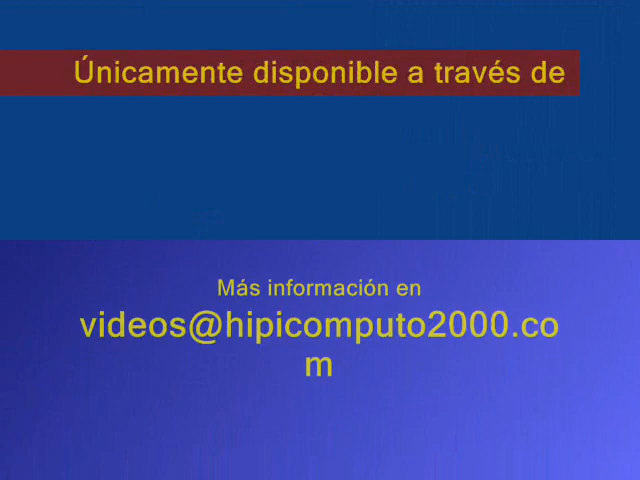 Únicamente disponible a través de
Más información en
videos@hipicomputo2000.co
m